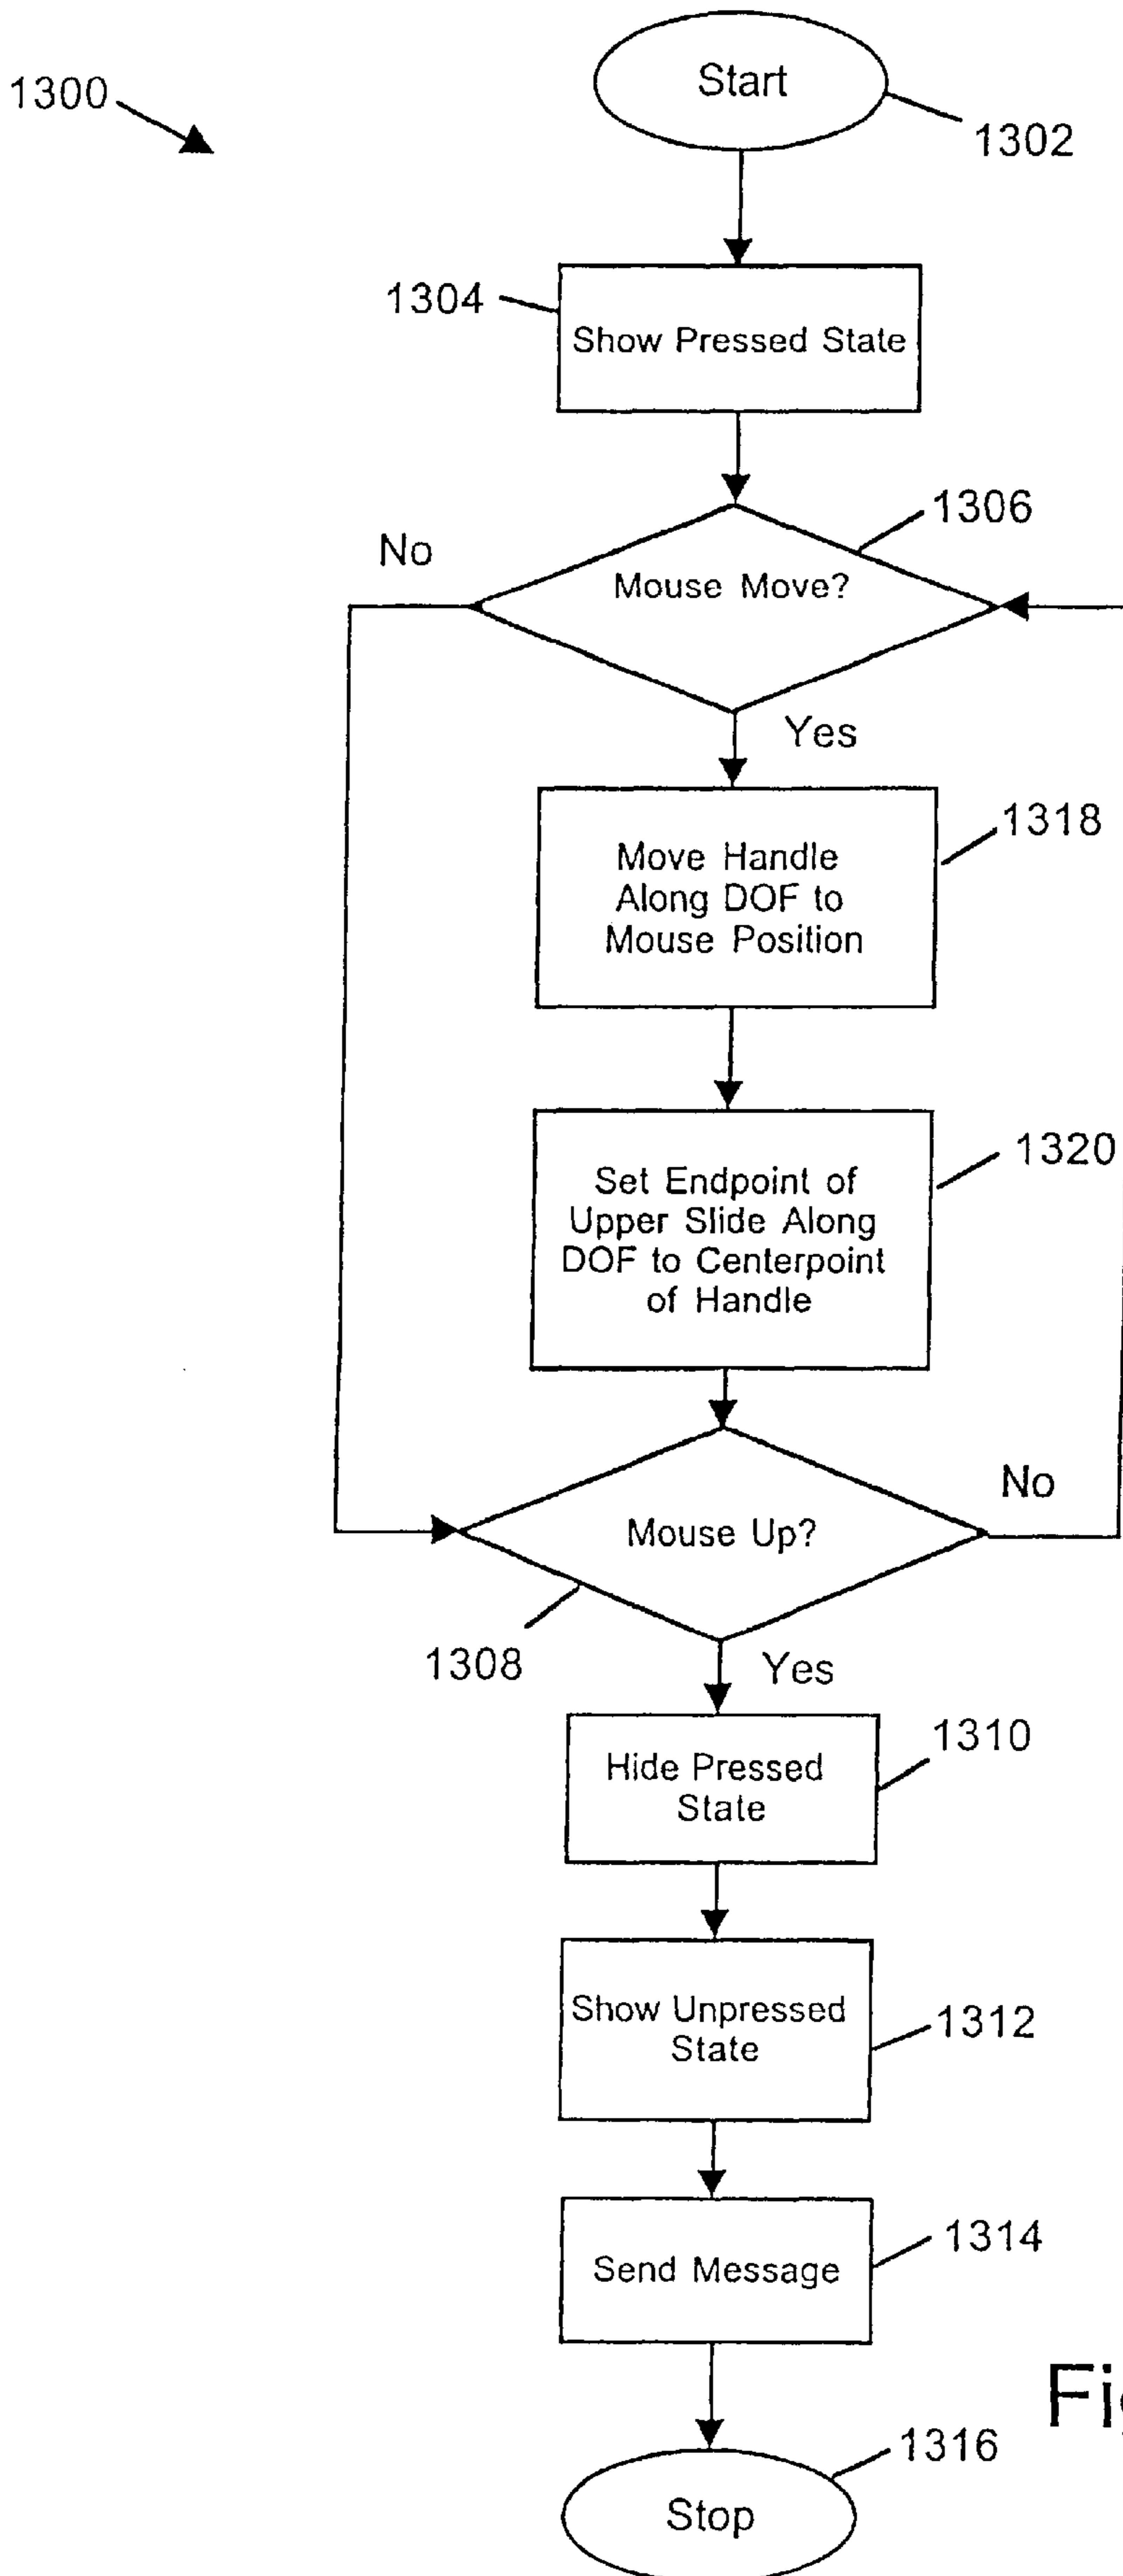 1300
Start
1302
1304
Show Pressed State
1306
No
Mouse Move?
Yes
1318
Move Handle
Along DOF to
Mouse Position
1320
Set Endpoint of
Upper Slide Along
DOF to Centerpoint
of Handle
No
Mouse Up?
1308
Yes
1310
Hide Pressed
State
Show Unpressed
State
1312
1314
Send Message
1316
Stop